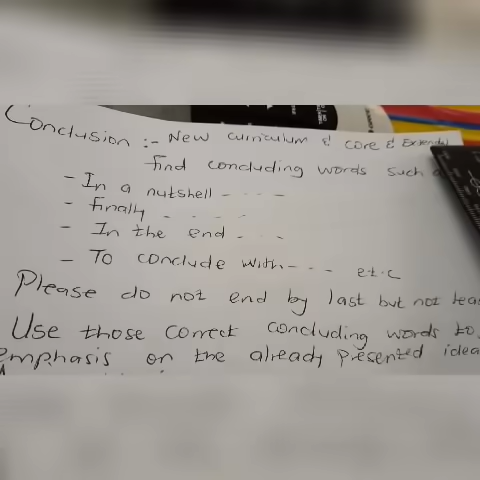 Conclusion :- New curriculum & core & Extended
Find concluding words such
- In a nutshell - - - -
- Finally - - - -
- In the end - - -
- To conclude with - - - etc
Please do not end by last but not leas
Use those correct concluding words to
emphasis on the already presented idea